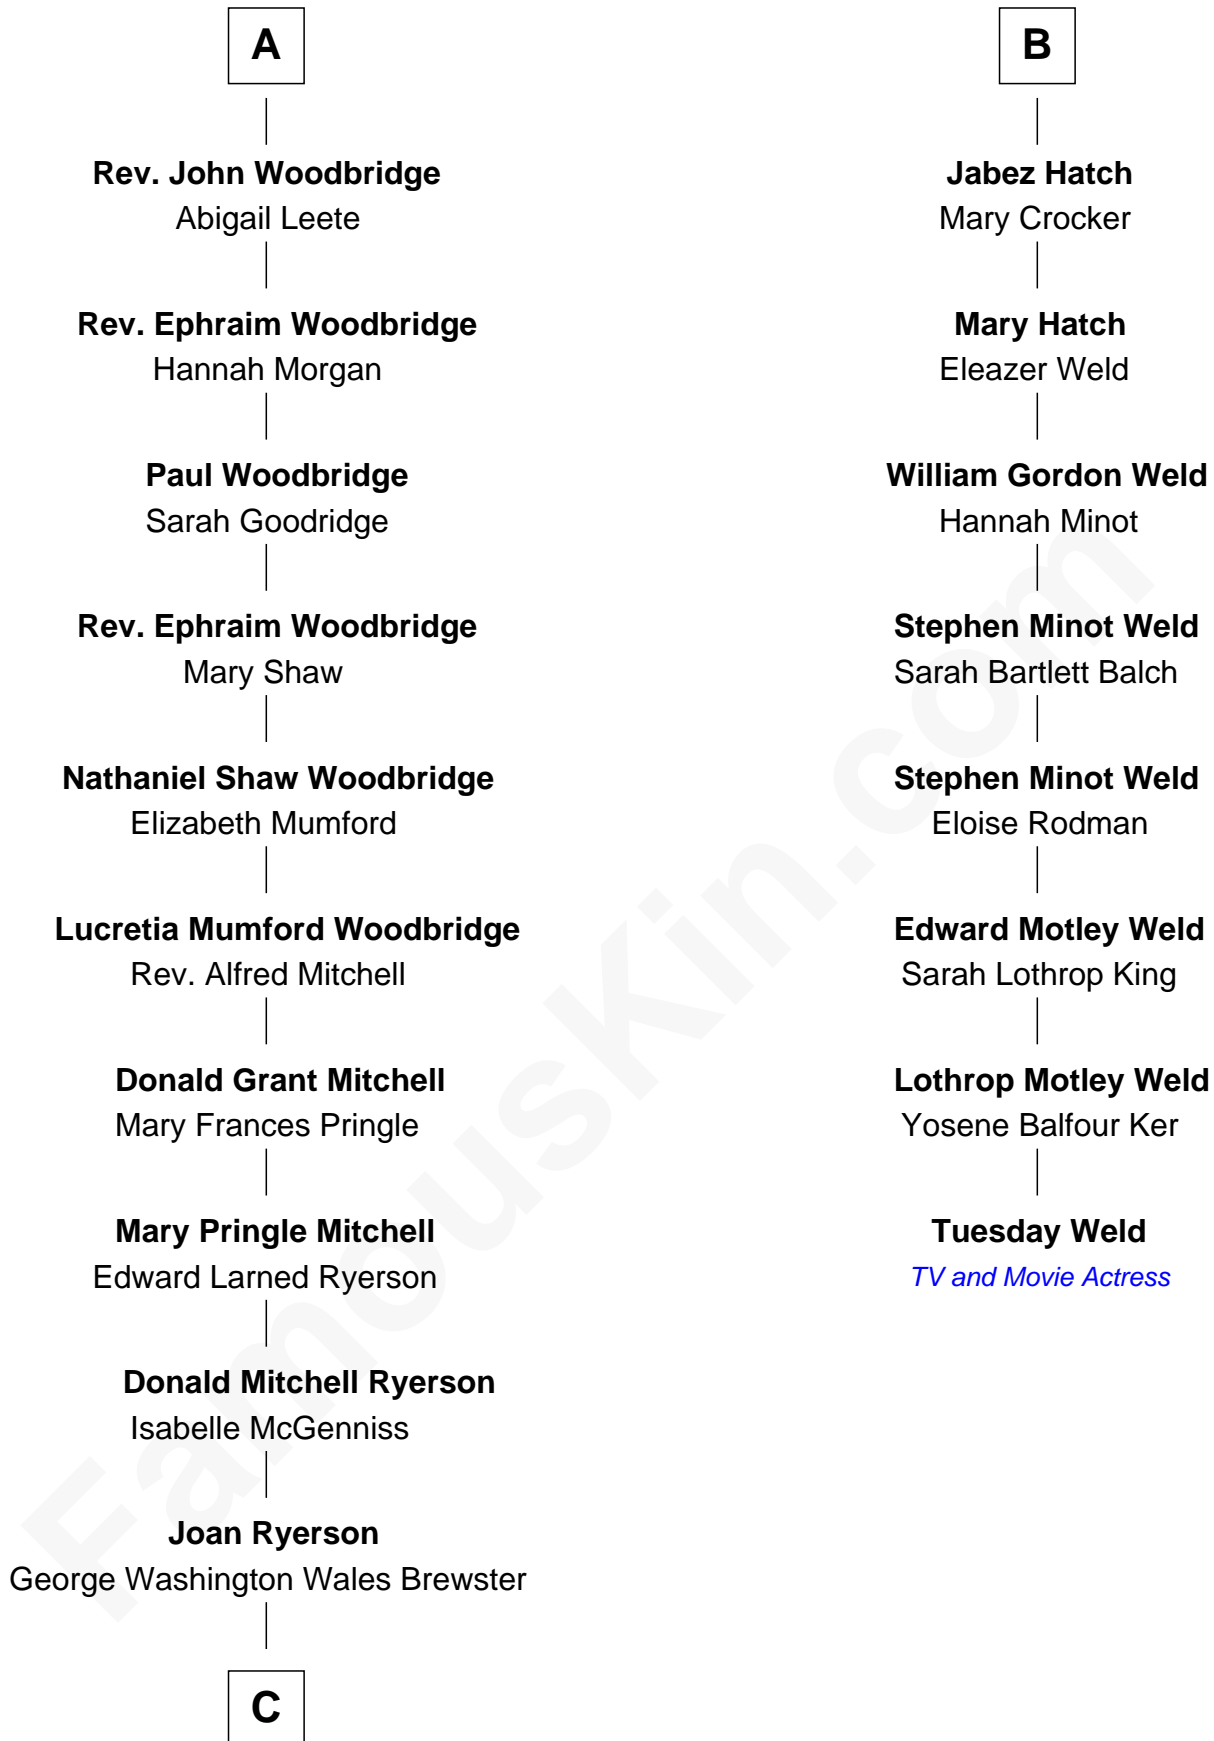 A
Rev. John Woodbridge
Abigail Leete
Rev. Ephraim Woodbridge
Hannah Morgan
Paul Woodbridge
Sarah Goodridge
Rev. Ephraim Woodbridge
Mary Shaw
Nathaniel Shaw Woodbridge
Elizabeth Mumford
Lucretia Mumford Woodbridge
Rev. Alfred Mitchell
Donald Grant Mitchell
Mary Frances Pringle
Mary Pringle Mitchell
Edward Larned Ryerson
Donald Mitchell Ryerson
Isabelle McGenniss
Joan Ryerson
George Washington Wales Brewster
C
B
Jabez Hatch
Mary Crocker
Mary Hatch
Eleazer Weld
William Gordon Weld
Hannah Minot
Stephen Minot Weld
Sarah Bartlett Balch
Stephen Minot Weld
Eloise Rodman
Edward Motley Weld
Sarah Lothrop King
Lothrop Motley Weld
Yosene Balfour Ker
Tuesday Weld
TV and Movie Actress
FamousKin.com